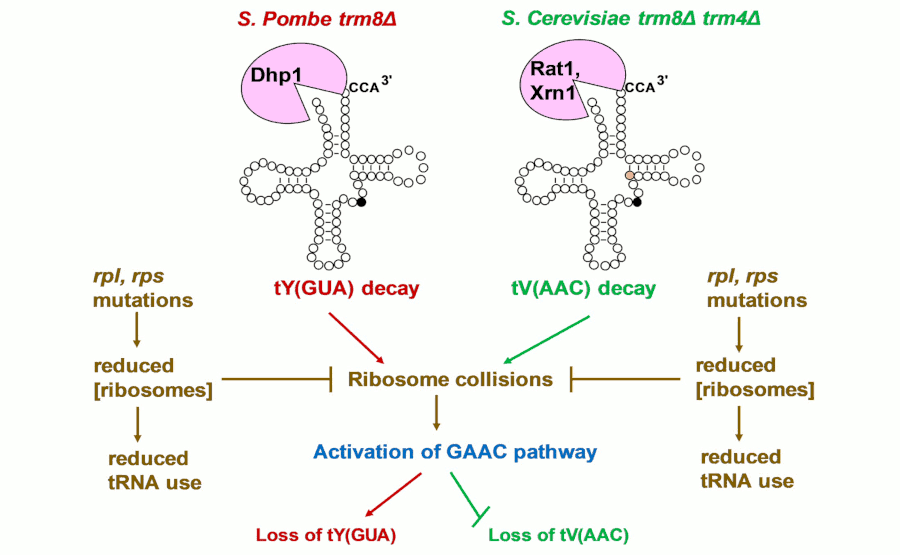 S. Pombe trm8Δ
S. Cerevisiae trm8Δ trm4Δ
Dhp1
CCA 3'
Rat1,
Xrn1
CCA 3'
tY(GUA) decay
tV(AAC) decay
rpl, rps
mutations
rpl, rps
mutations
reduced
[ribosomes]
Ribosome collisions
reduced
[ribosomes]
Activation of GAAC pathway
reduced
tRNA use
reduced
tRNA use
Loss of tY(GUA)
Loss of tV(AAC)